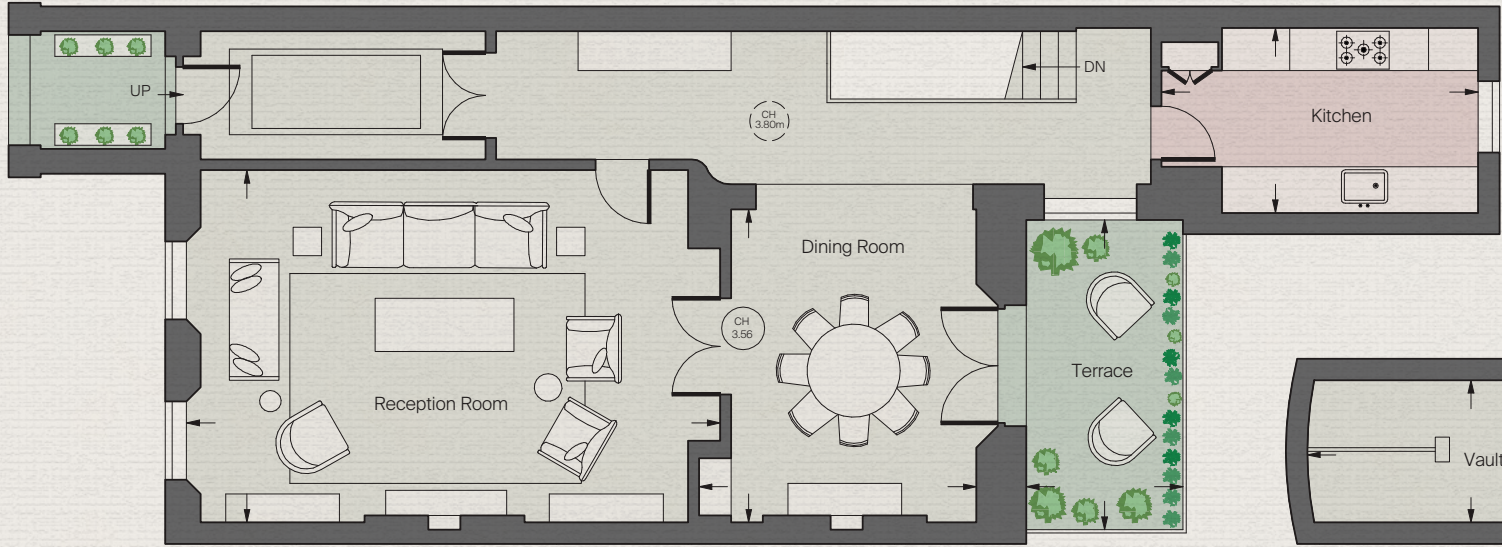 UP
DN
CH
3.80m
Kitchen
Dining Room
CH
3.56
Terrace
Reception Room
Vault